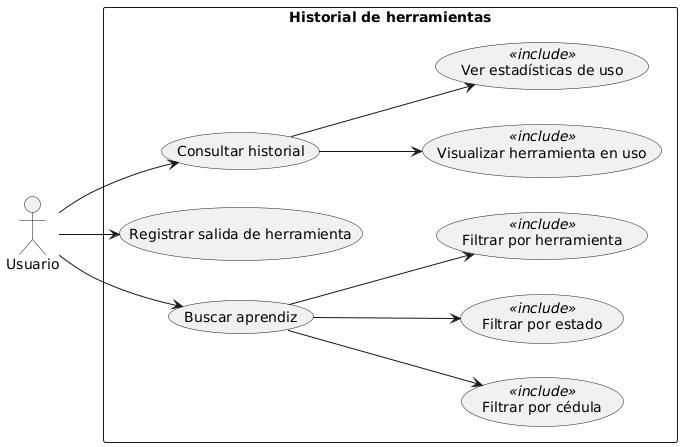 Historial de herramientas
«include»
Ver estadísticas de uso
Consultar historial
«include»
Visualizar herramienta en uso
Usuario
Registrar salida de herramienta
«include»
Filtrar por herramienta
Buscar aprendiz
«include»
Filtrar por estado
«include»
Filtrar por cédula